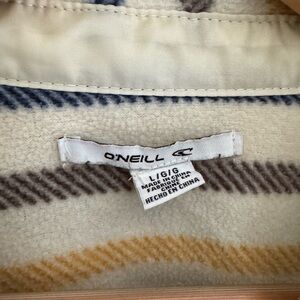 O'NEILL
L/G/G
MADE IN CHINA
FABRIQUÉ EN
CHINE
HECHO EN CHINA